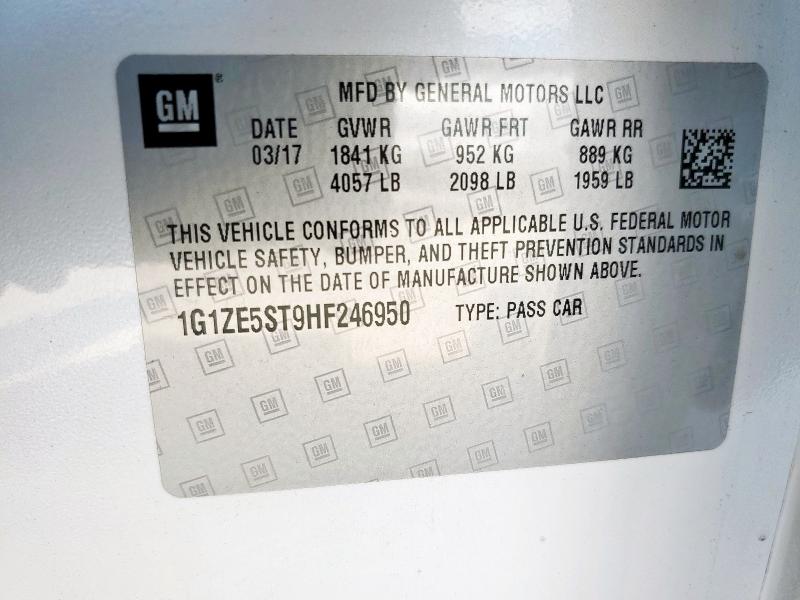 GM ® MFD BY GENERAL MOTORS LLC
DATE GVWR GAWR FRT GAWR RR
03/17 1841 KG 952 KG 889 KG
4057 LB 2098 LB 1959 LB
THIS VEHICLE CONFORMS TO ALL APPLICABLE U.S. FEDERAL MOTOR
VEHICLE SAFETY, BUMPER, AND THEFT PREVENTION STANDARDS IN
EFFECT ON THE DATE OF MANUFACTURE SHOWN ABOVE.
1G1ZE5ST9HF246950 TYPE: PASS CAR